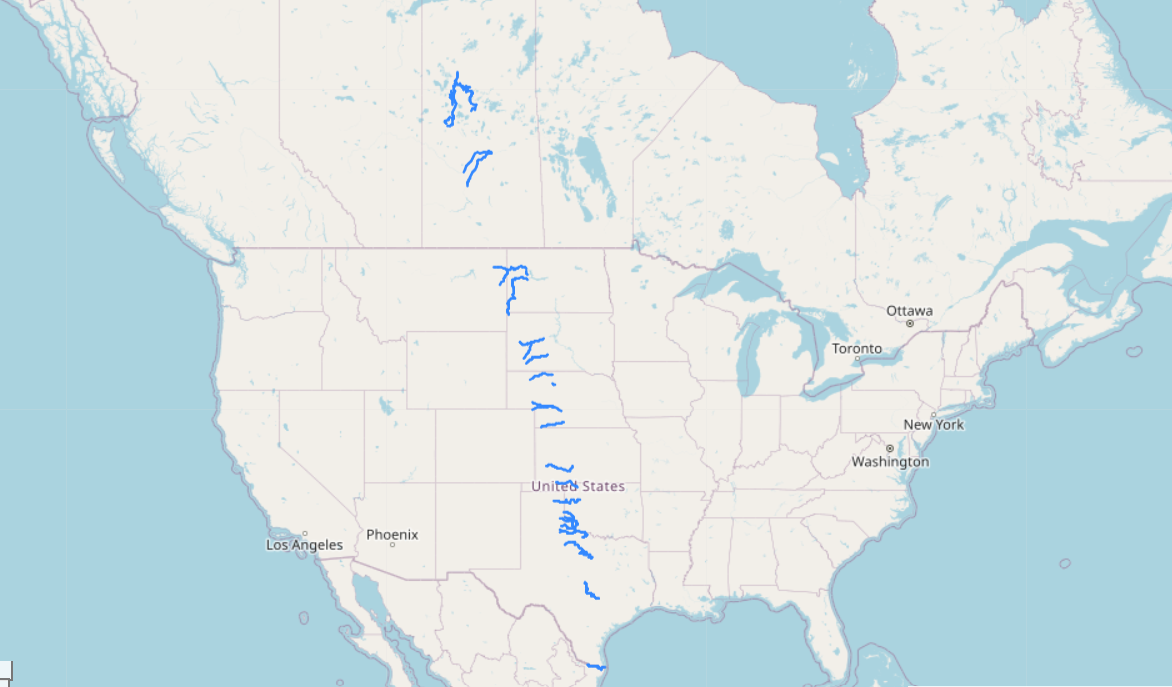 Ottawa
Toronto
New York
Washington
United States
Phoenix
Los Angeles